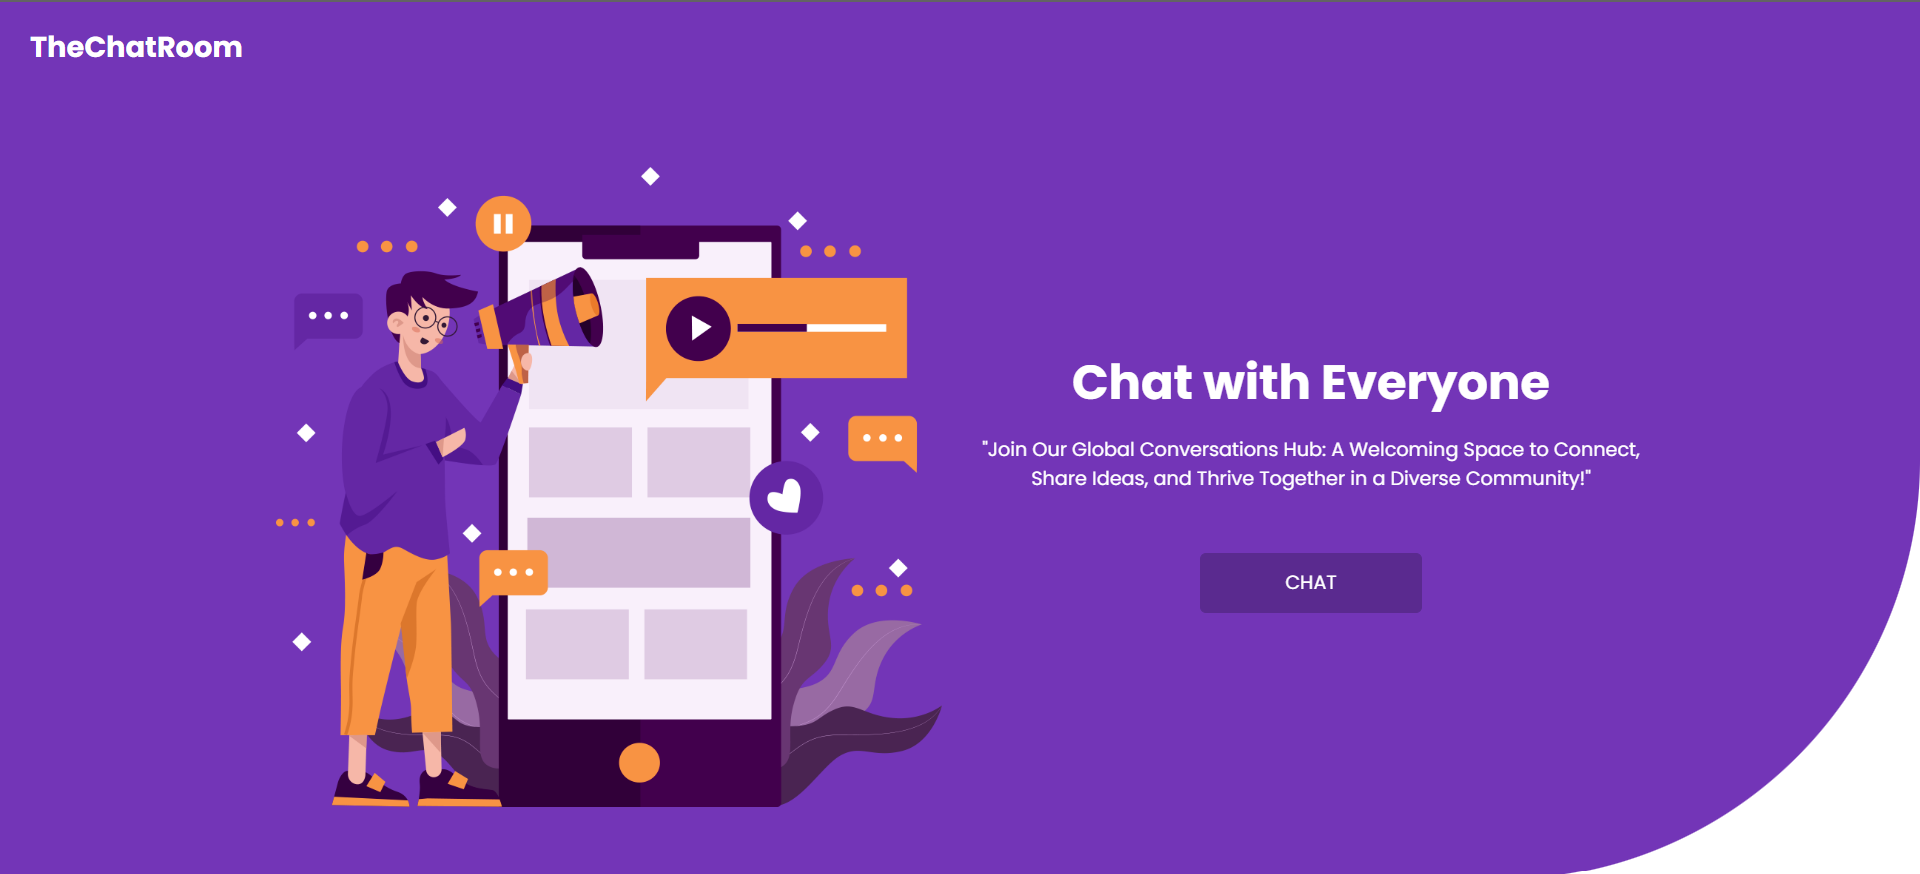 TheChatRoom
Chat with Everyone
"Join Our Global Conversations Hub: A Welcoming Space to Connect,
Share Ideas, and Thrive Together in a Diverse Community!"
CHAT